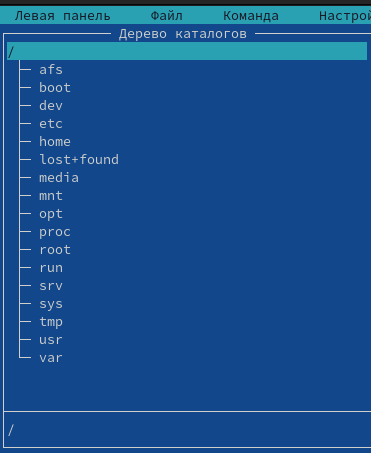 Левая панель Файл Команда Настрой
Дерево каталогов
/
afs
boot
dev
etc
home
lost+found
media
mnt
opt
proc
root
run
srv
sys
tmp
usr
var
/